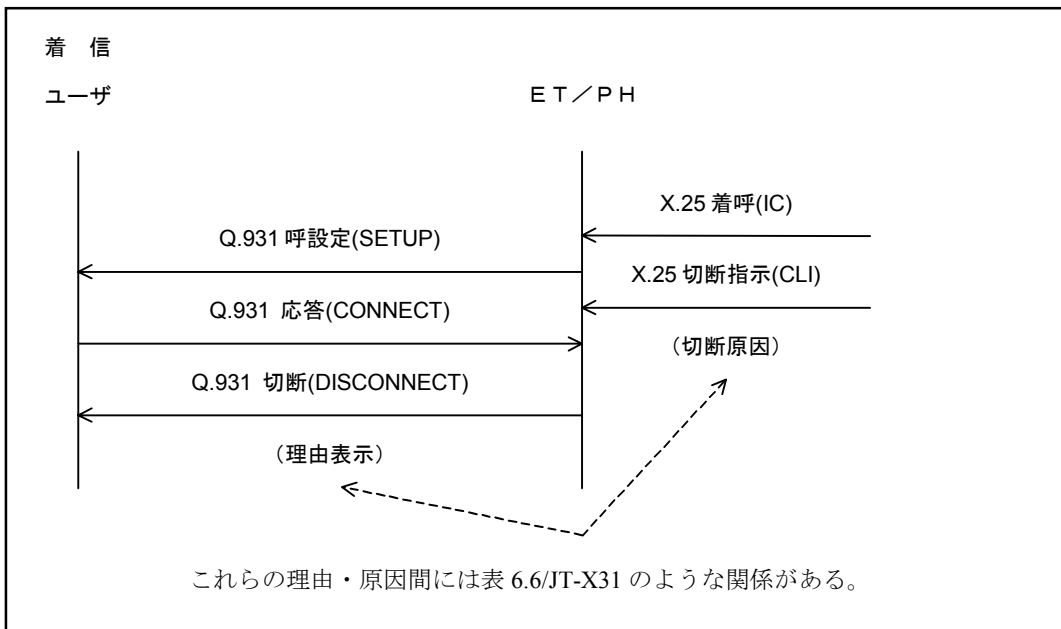 着　信
ユーザ
ＥＴ／ＰＨ
X.25 着呼(IC)
Q.931 呼設定(SETUP)
X.25 切断指示(CLI)
Q.931 応答(CONNECT)
（切断原因）
Q.931 切断(DISCONNECT)
（理由表示）
これらの理由・原因間には表 6.6/JT-X31 のような関係がある。